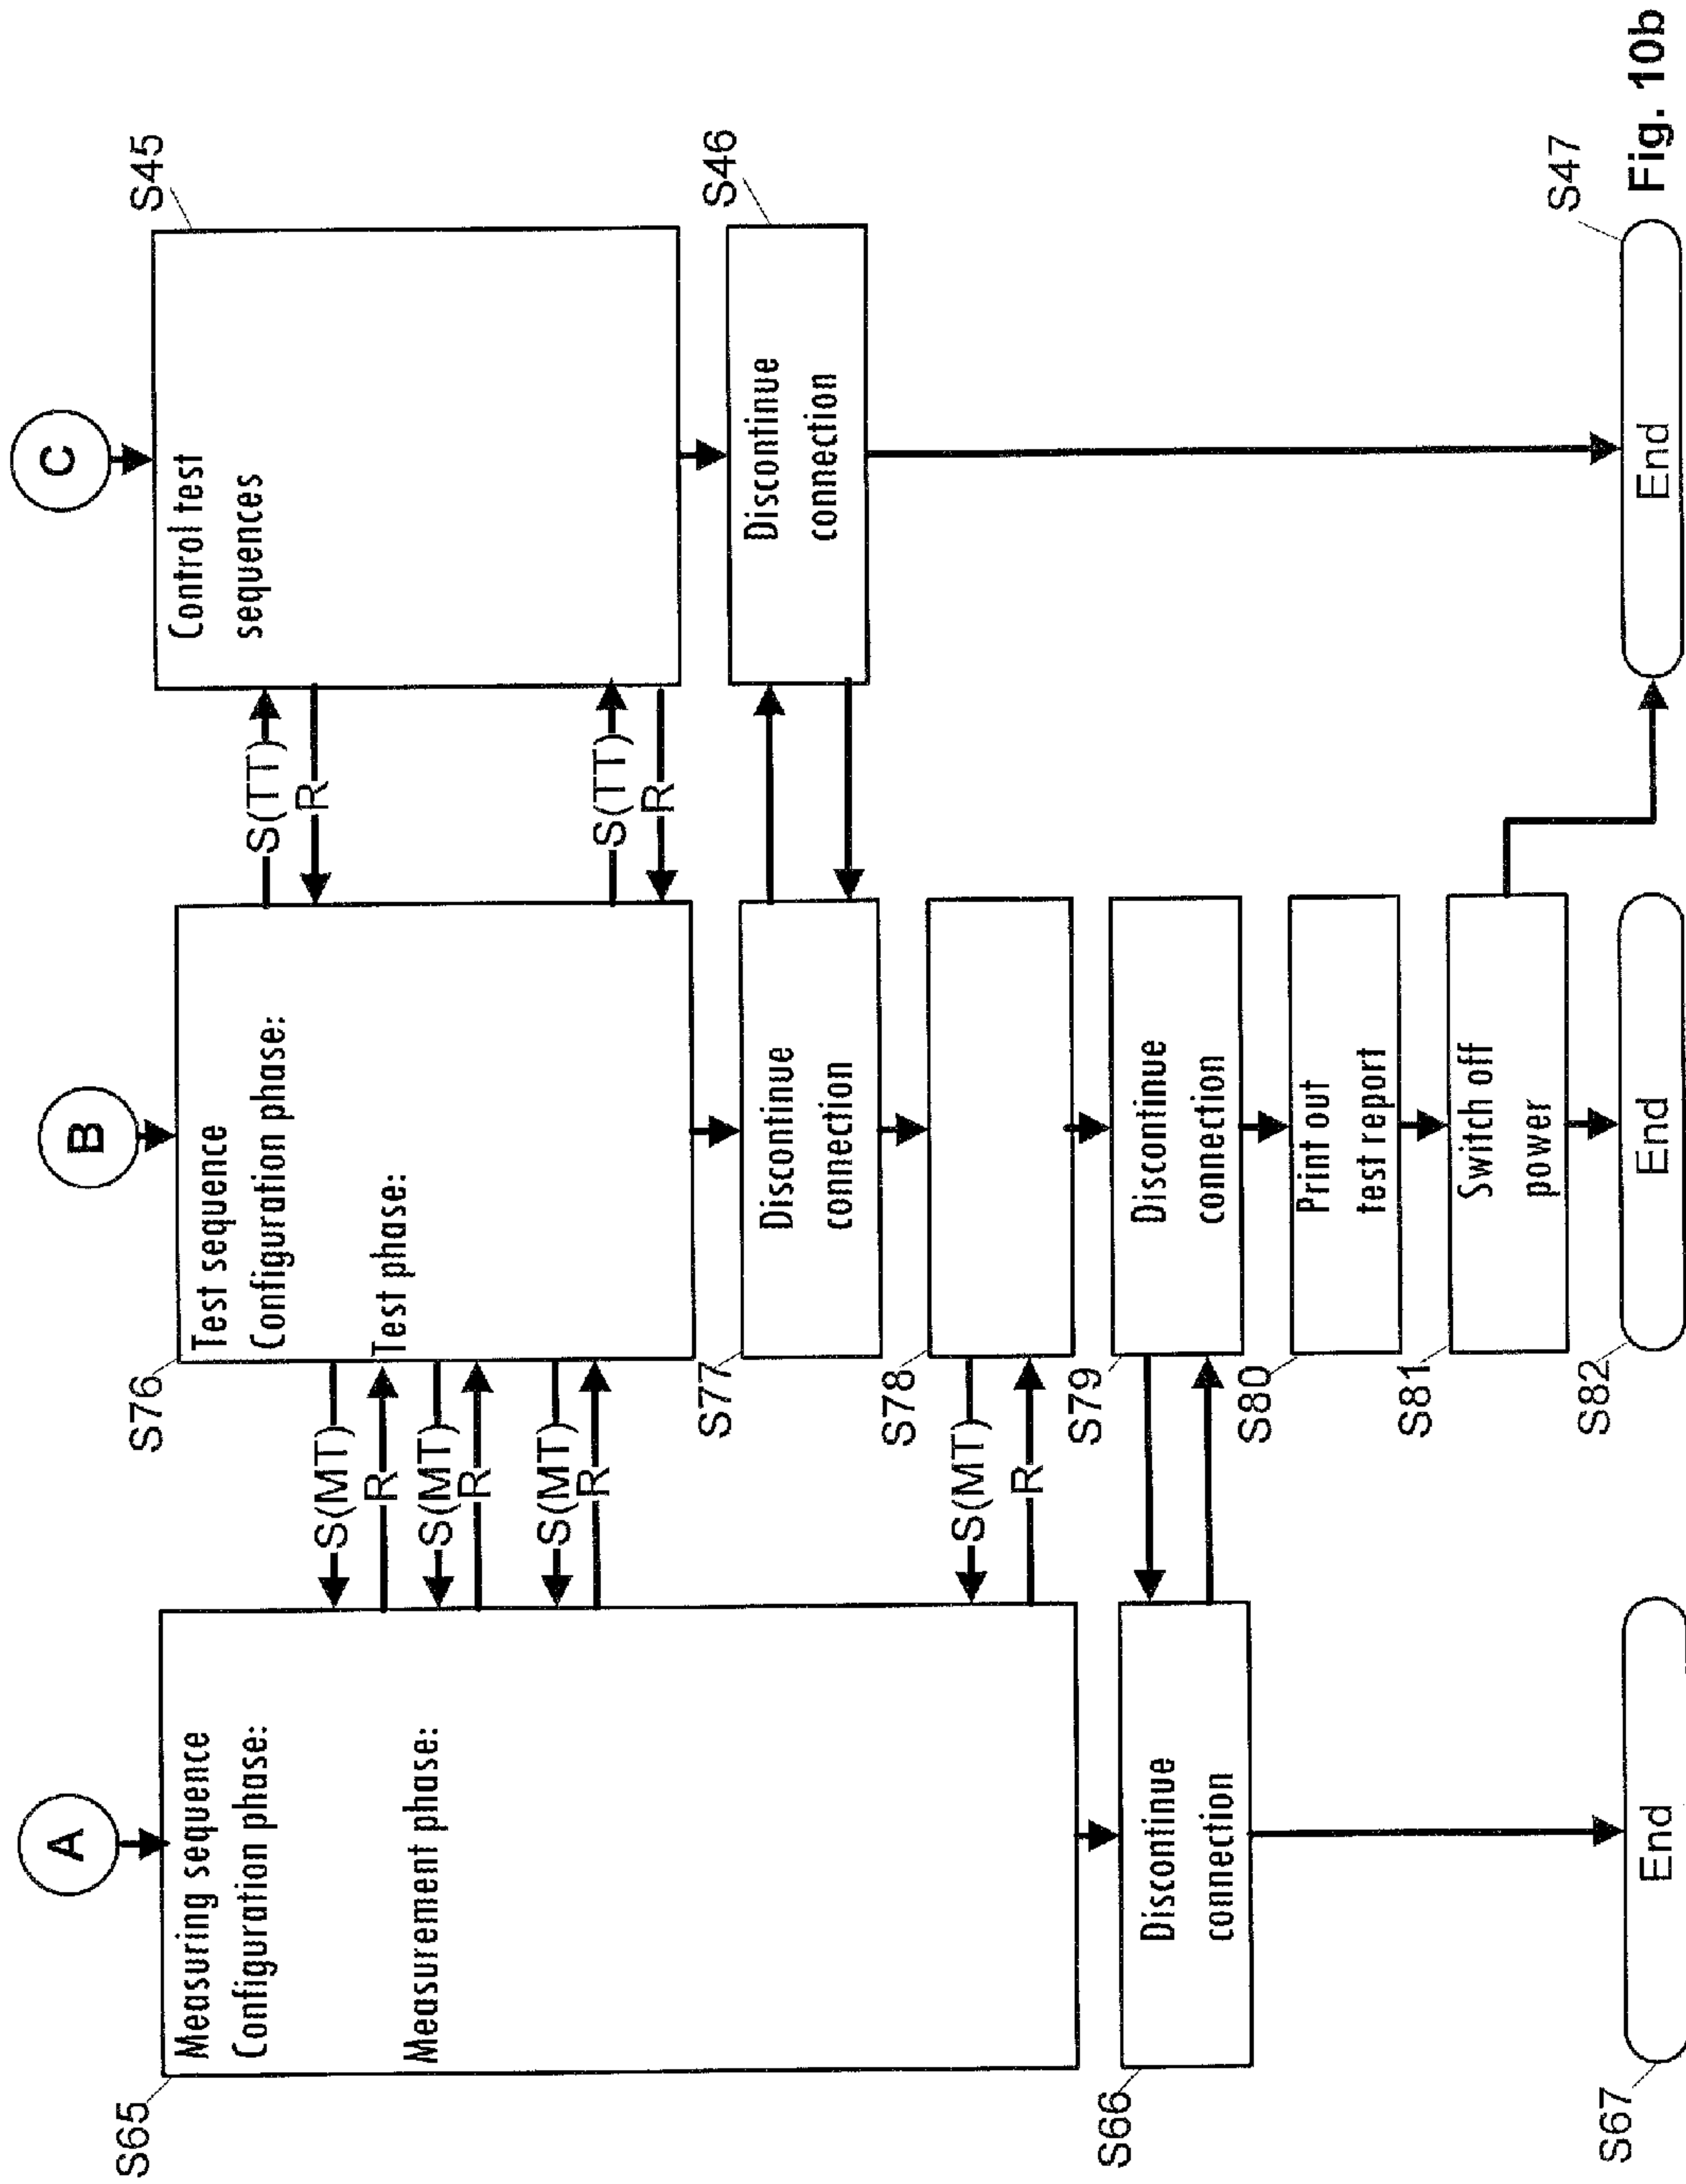 A
S65
Measuring sequence
Configuration phase:
Measurement phase:
S(MT)
R
S(MT)
R
S(MT)
R
S(MT)
R
S66
Discontinue
connection
S67
End
B
S76
Test sequence
Configuration phase:
Test phase:
S(TT)
R
S(TT)
R
S77
Discontinue
connection
S78
S79
Discontinue
connection
S80
Print out
test report
S81
Switch off
power
S82
End
C
S45
Control test
sequences
S46
Discontinue
connection
S47
End
Fig. 10b